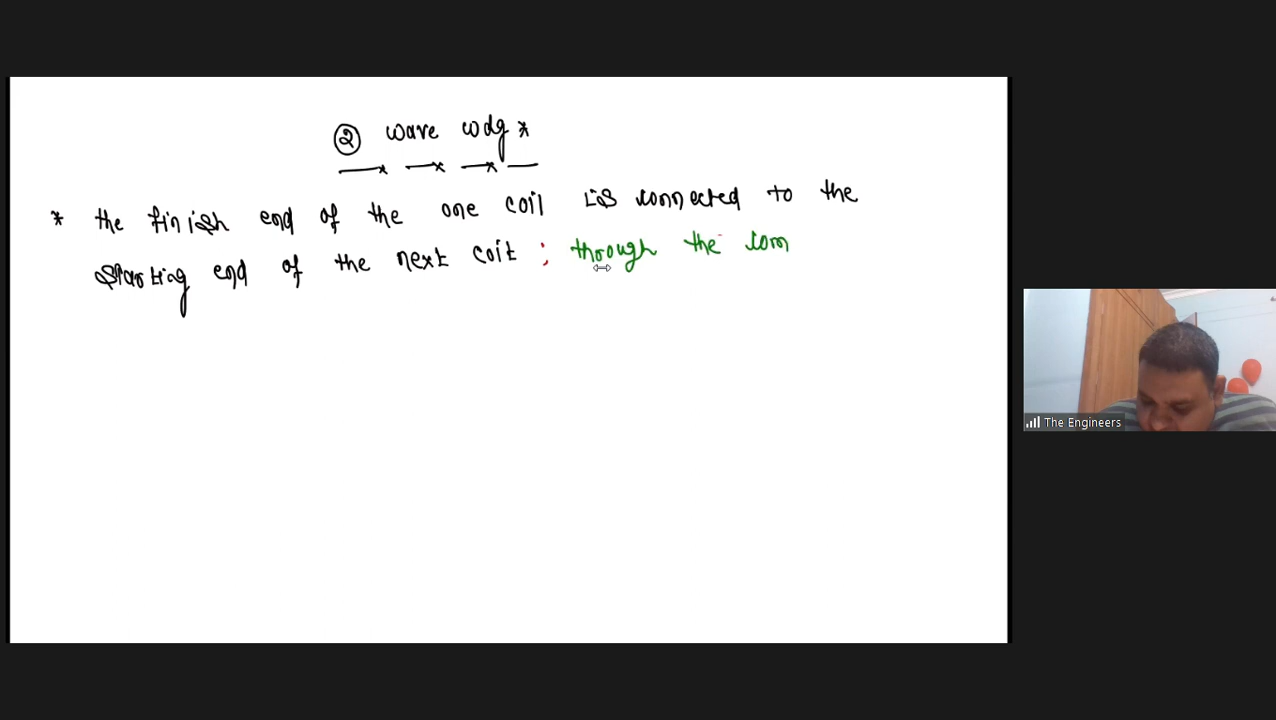 ② wave wdg *
* the finish end of the one coil is connected to the
starting end of the next coil ; through the com
The Engineers